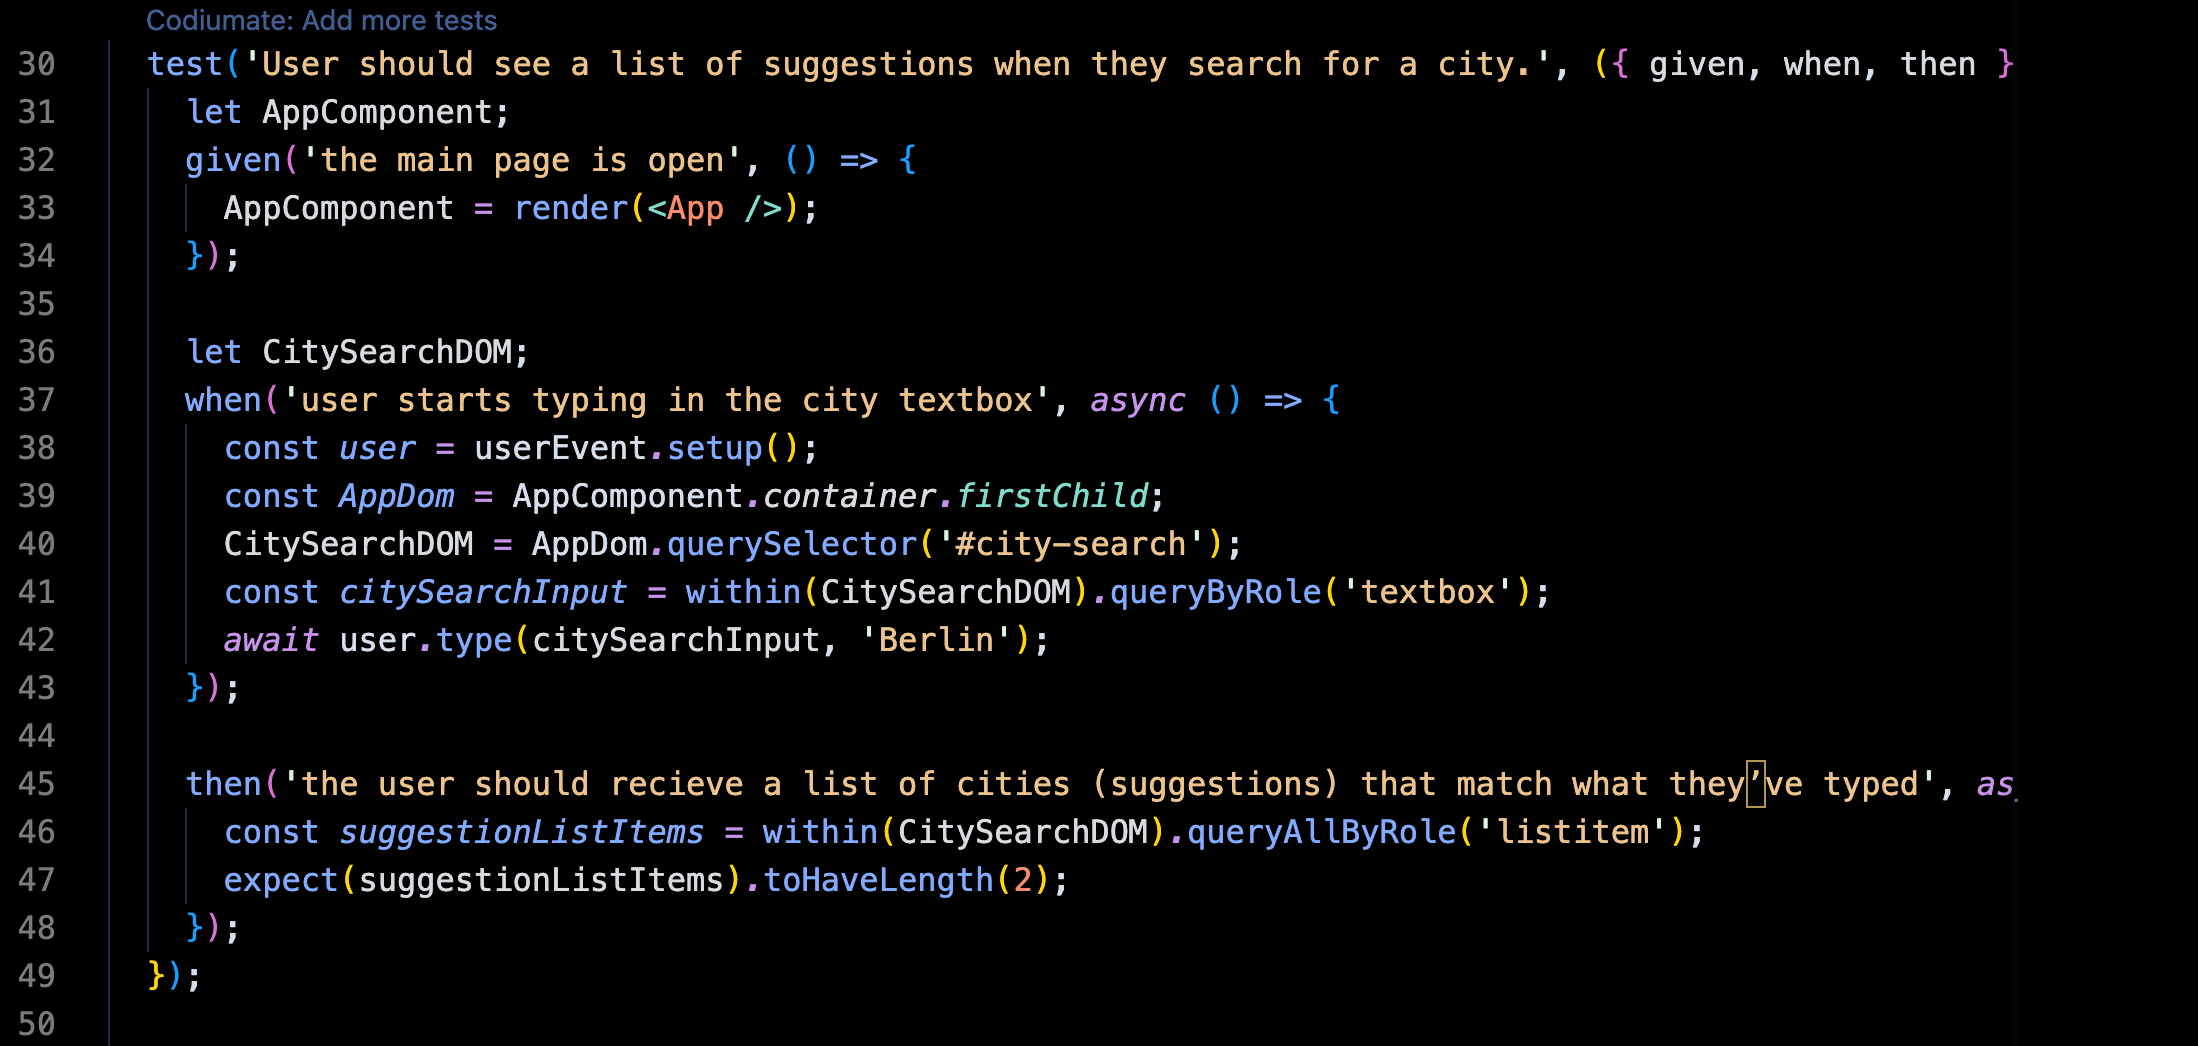 Codiumate: Add more tests
30 test('User should see a list of suggestions when they search for a city.', ({ given, when, then }
31 let AppComponent;
32 given('the main page is open', () => {
33 AppComponent = render(<App />);
34 });
35
36 let CitySearchDOM;
37 when('user starts typing in the city textbox', async () => {
38 const user = userEvent.setup();
39 const AppDom = AppComponent.container.firstChild;
40 CitySearchDOM = AppDom.querySelector('#city-search');
41 const citySearchInput = within(CitySearchDOM).queryByRole('textbox');
42 await user.type(citySearchInput, 'Berlin');
43 });
44
45 then('the user should recieve a list of cities (suggestions) that match what they’ve typed', as
46 const suggestionListItems = within(CitySearchDOM).queryAllByRole('listitem');
47 expect(suggestionListItems).toHaveLength(2);
48 });
49 });
50